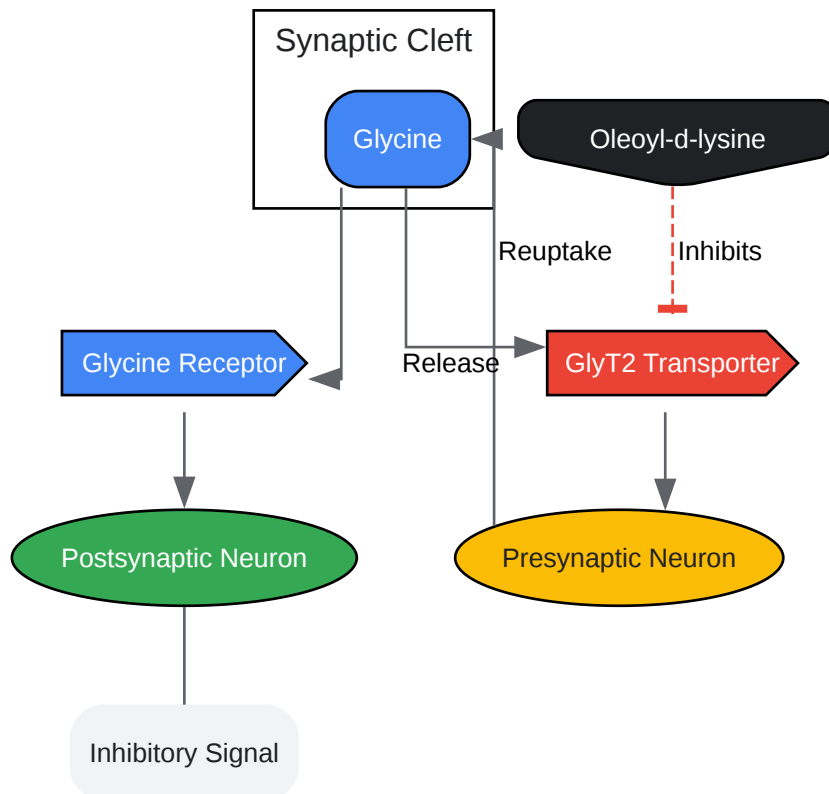 Synaptic Cleft
Glycine
Oleoyl-d-lysine
Reuptake
Inhibits
Glycine Receptor
Release
GlyT2 Transporter
Postsynaptic Neuron
Presynaptic Neuron
Inhibitory Signal